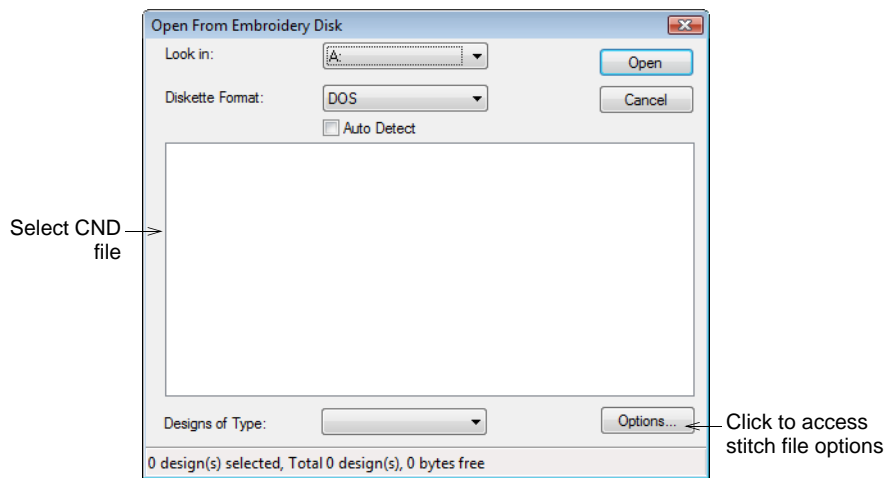 Open From Embroidery Disk
Look in:
A:
Open
Diskette Format:
DOS
Cancel
Auto Detect
Select CND
file
Designs of Type:
Options...
Click to access
stitch file options
0 design(s) selected, Total 0 design(s), 0 bytes free